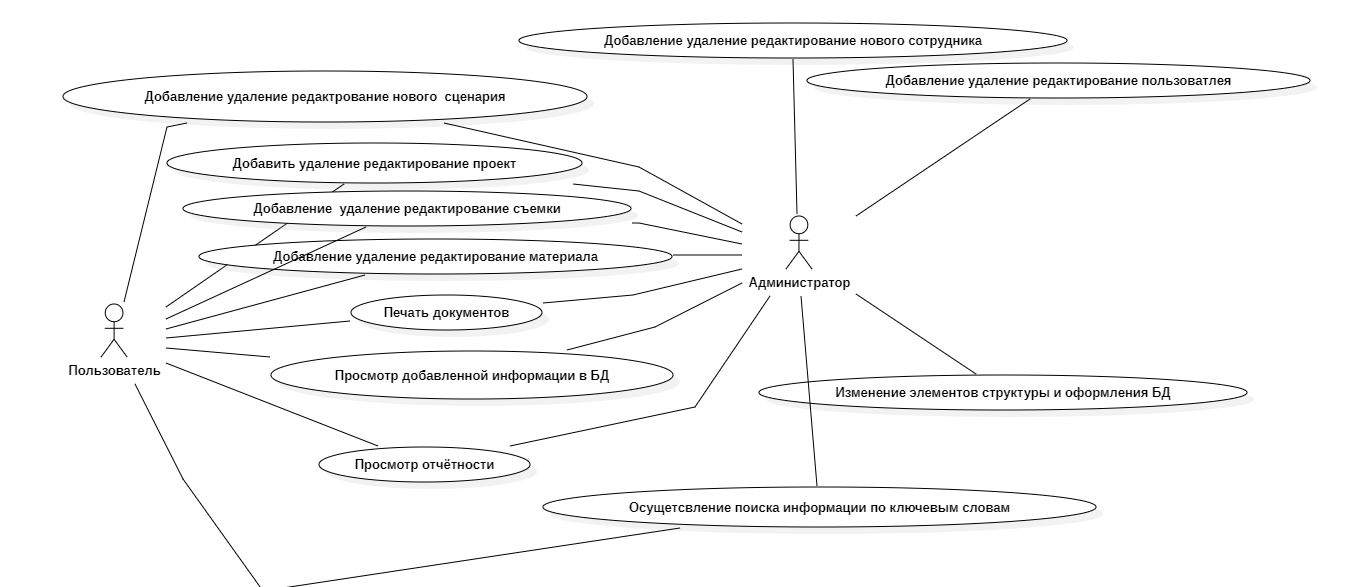 Добавление удаление редактирование нового сотрудника
Добавление удаление редактирование пользоватлея
Добавление удаление редактрование нового  сценария
Добавить удаление редактирование проект
Добавление  удаление редактирование съемки
Добавление удаление редактирование материала
Администратор
Печать документов
Пользователь
Просмотр добавленной информации в БД
Изменение элементов структуры и оформления БД
Просмотр отчётности
Осущетсвление поиска информации по ключевым словам